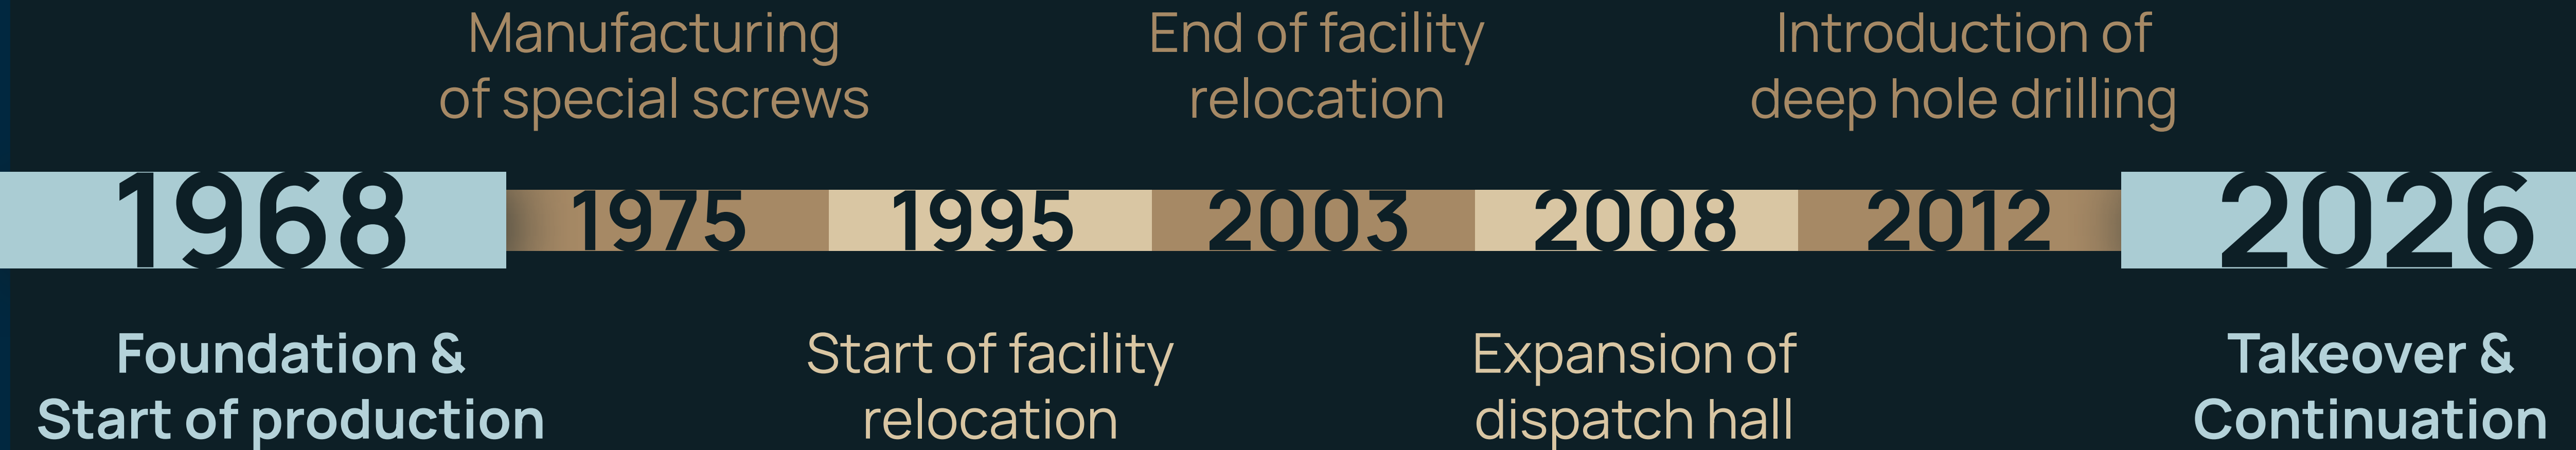 Manufacturing
of special screws
End of facility
relocation
Introduction of
deep hole drilling
1968 1975 1995 2003 2008 2012 2026
Foundation &
Start of production
Start of facility
relocation
Expansion of
dispatch hall
Takeover &
Continuation